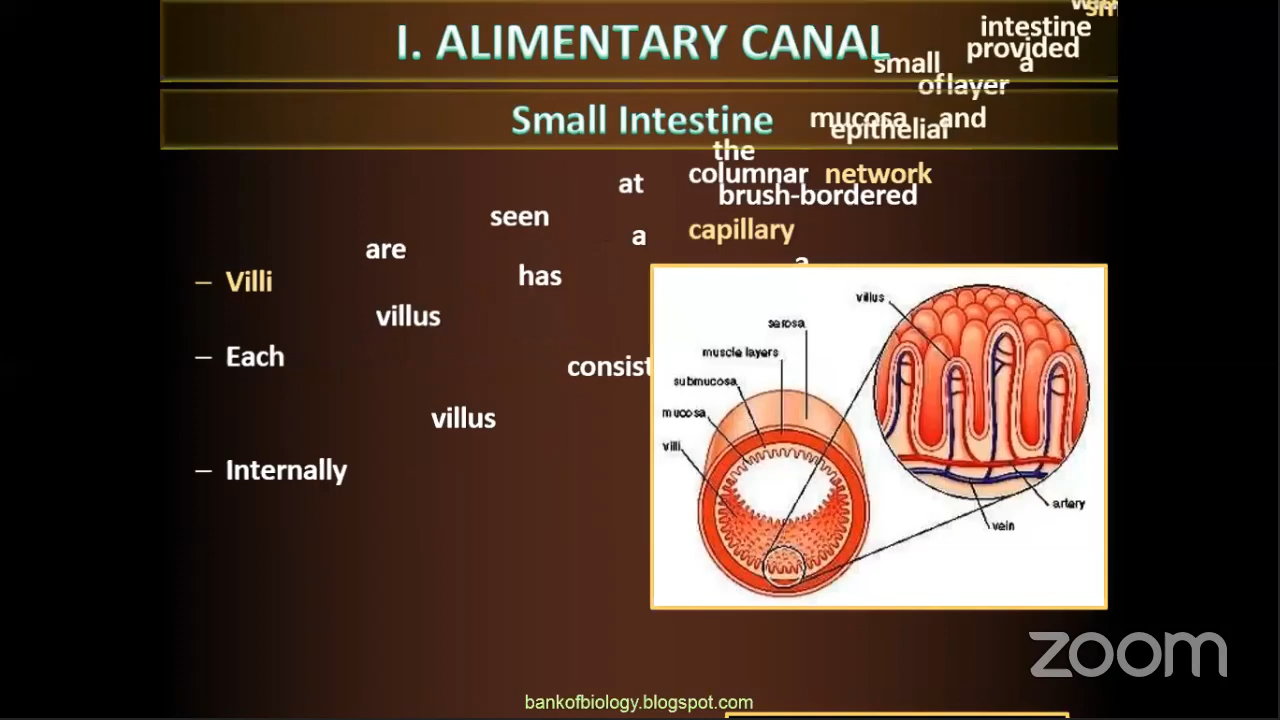 I. ALIMENTARY CANAL
intestine
provided
small a
of layer
Small Intestine
mucosa and
epithelial
the
columnar network
at
brush-bordered
seen
capillary
a
are
has
– Villi
villus
– Each
consist
villus
– Internally
villus
serosa
muscle layers
submucosa
mucosa
villi
artery
vein
zoom
bankofbiology.blogspot.com